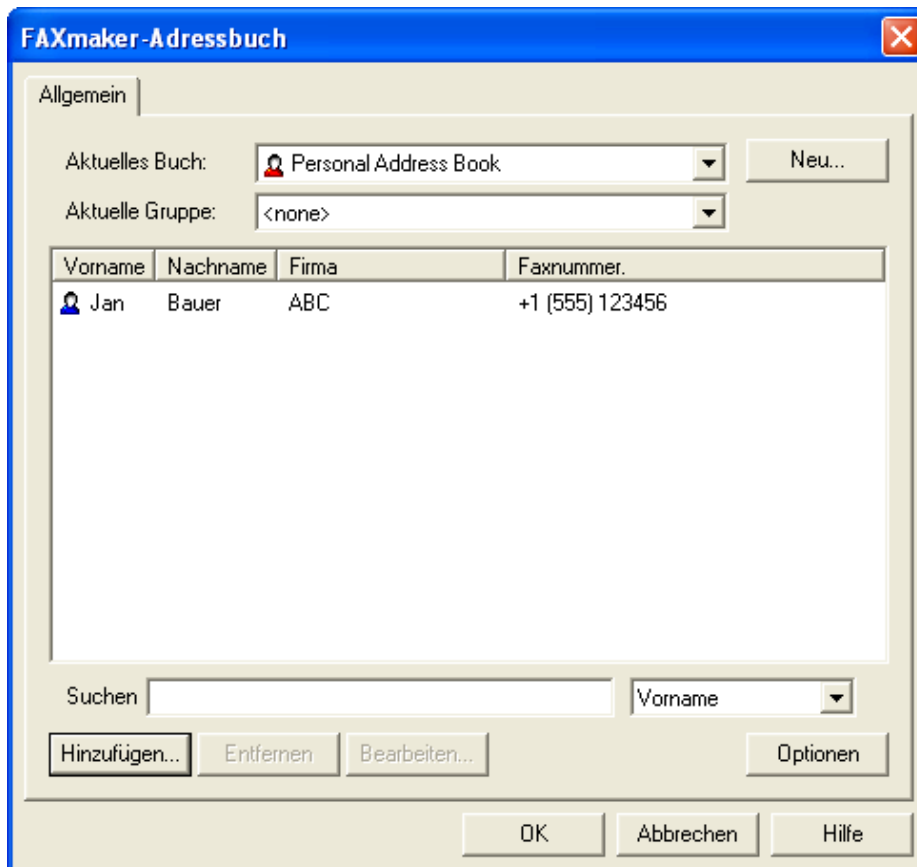 FAXmaker-Adressbuch
Allgemein
Aktuelles Buch: Personal Address Book Neu...
Aktuelle Gruppe: <none>
Vorname Nachname Firma Faxnummer.
Jan Bauer ABC +1 (555) 123456
Suchen Vorname
Hinzufügen... Entfernen Bearbeiten... Optionen
OK Abbrechen Hilfe